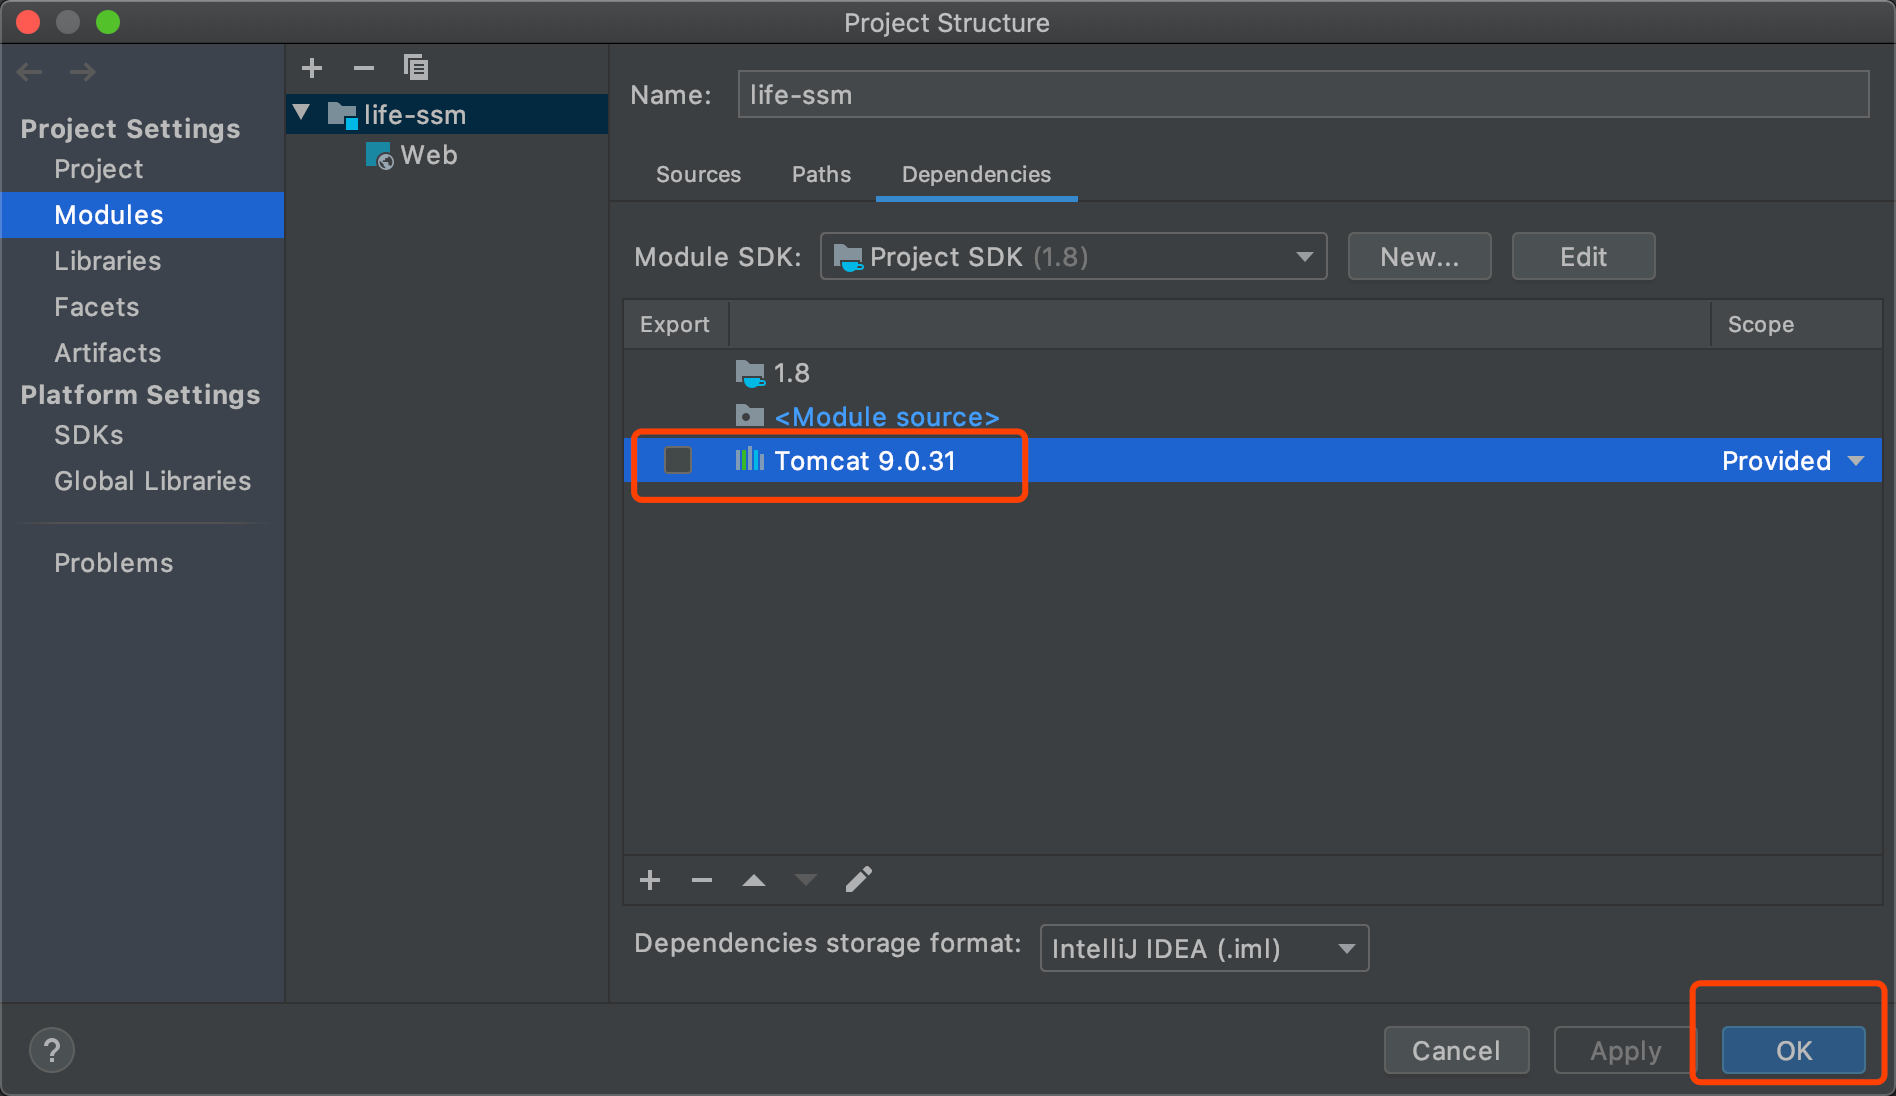 Project Structure
Project Settings
Project
Modules
Libraries
Facets
Artifacts
Platform Settings
SDKs
Global Libraries
Problems
life-ssm
Web
Name: life-ssm
Sources Paths Dependencies
Module SDK: Project SDK (1.8) New... Edit
Export Scope
1.8
<Module source>
Tomcat 9.0.31 Provided
Dependencies storage format: IntelliJ IDEA (.iml)
? Cancel Apply OK